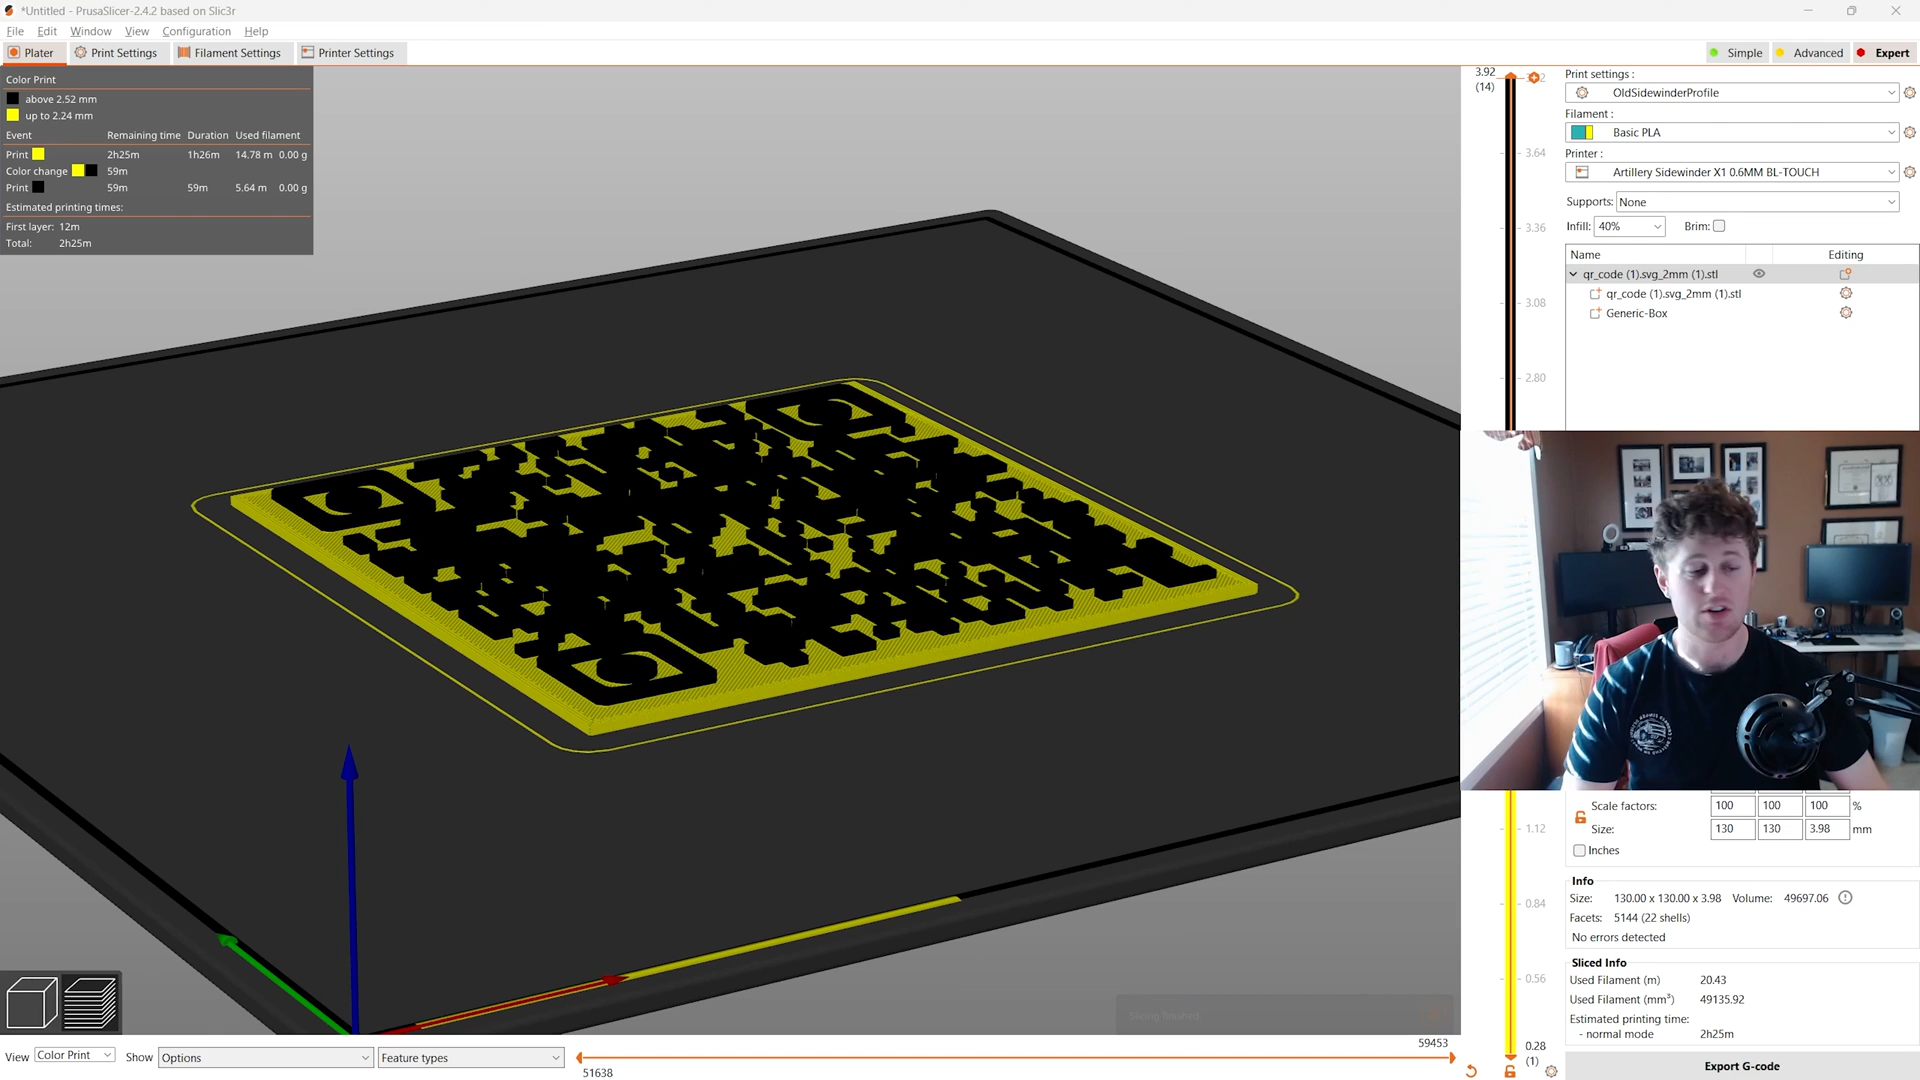 *Untitled - PrusaSlicer-2.4.2 based on Slic3r
File Edit Window View Configuration Help
Plater Print Settings Filament Settings Printer Settings
Simple Advanced Expert
Color Print
above 2.52 mm
up to 2.24 mm
Event Remaining time Duration Used filament
Print 2h25m 1h26m 14.78 m 0.00 g
Color change 59m
Print 59m 59m 5.64 m 0.00 g
Estimated printing times:
First layer: 12m
Total: 2h25m
3.92
(14)
3.64
3.36
3.08
2.80
1.12
0.84
0.56
0.28
(1)
Print settings :
OldSidewinderProfile
Filament :
Basic PLA
Printer :
Artillery Sidewinder X1 0.6MM BL-TOUCH
Supports: None
Infill: 40% Brim:
Name Editing
qr_code (1).svg_2mm (1).stl
qr_code (1).svg_2mm (1).stl
Generic-Box
Scale factors: 100 100 100 %
Size: 130 130 3.98 mm
Inches
Info
Size: 130.00 x 130.00 x 3.98 Volume: 49697.06
Facets: 5144 (22 shells)
No errors detected
Sliced Info
Used Filament (m) 20.43
Used Filament (mm³) 49135.92
Estimated printing time:
- normal mode 2h25m
Export G-code
Slicing finished
View Color Print Show Options Feature types
59453
51638